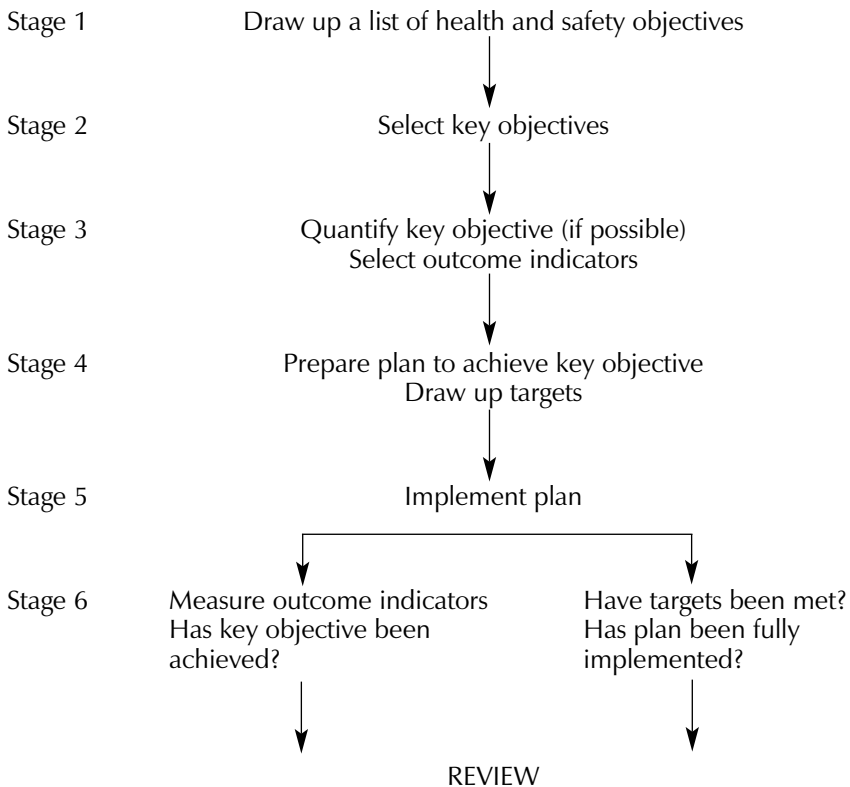 Stage 1 Draw up a list of health and safety objectives
Stage 2 Select key objectives
Stage 3 Quantify key objective (if possible)
Select outcome indicators
Stage 4 Prepare plan to achieve key objective
Draw up targets
Stage 5 Implement plan
Stage 6 Measure outcome indicators
Has key objective been
achieved?
Have targets been met?
Has plan been fully
implemented?
REVIEW